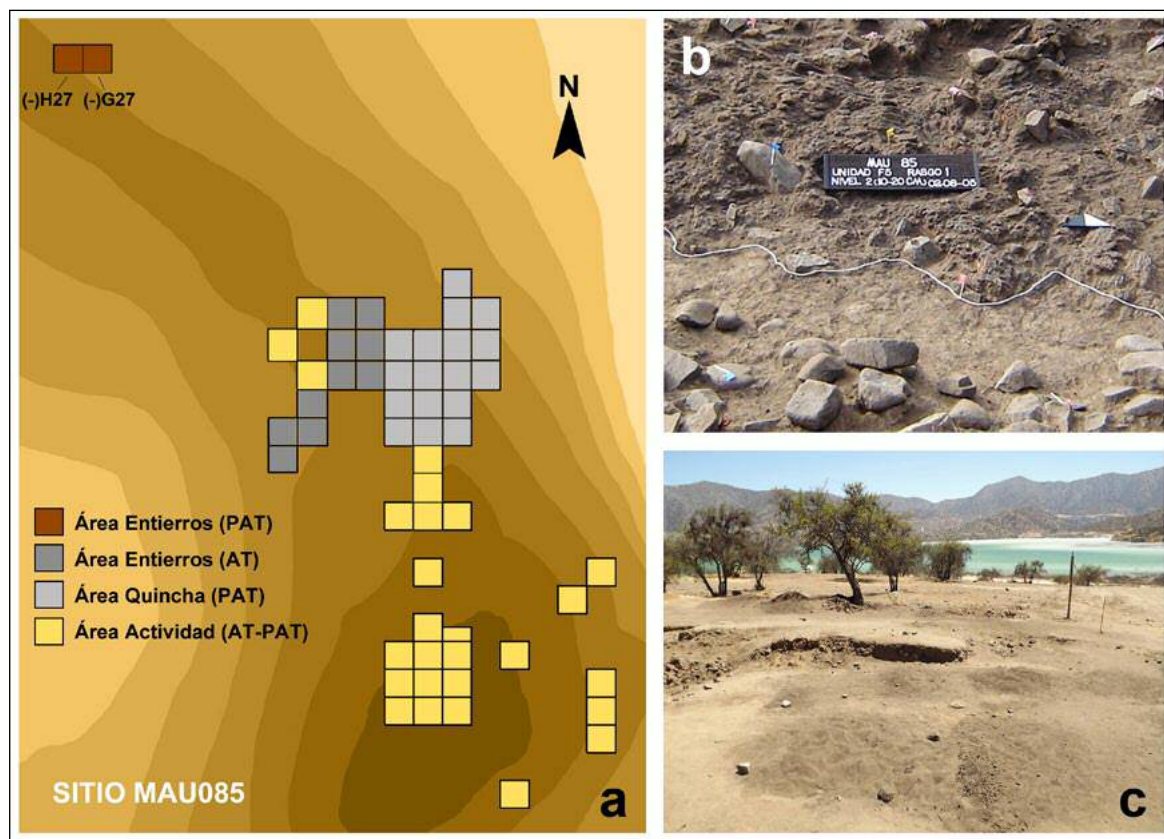 (-)H27 (-)G27
N
Área Entierros (PAT)
Área Entierros (AT)
Área Quincha (PAT)
Área Actividad (AT-PAT)
SITIO MAU085
a
b
MAU 85
UNIDAD F5 RASGO 1
NIVEL 2 (10-20 CM) 02-08-05
c